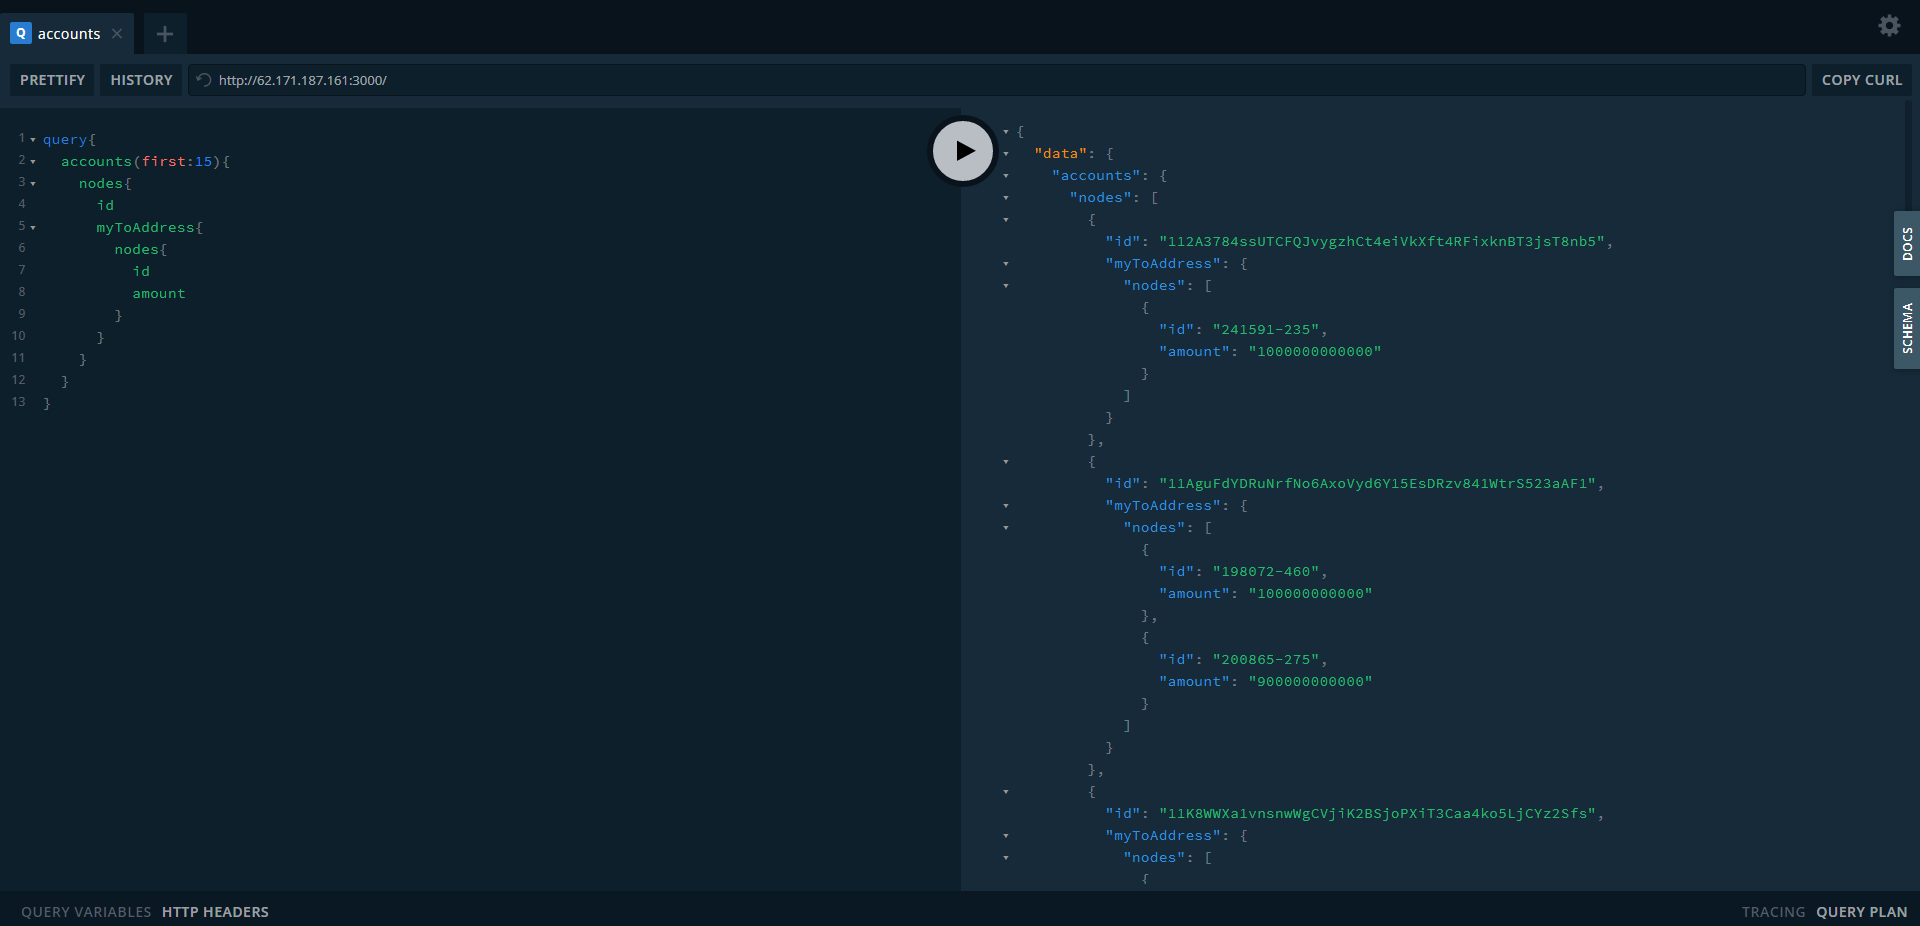 Q accounts
PRETTIFY HISTORY http://62.171.187.161:3000/ COPY CURL
1 query{
2 accounts(first:15){
3 nodes{
4 id
5 myToAddress{
6 nodes{
7 id
8 amount
9 }
10 }
11 }
12 }
13 }
{
"data": {
"accounts": {
"nodes": [
{
"id": "112A3784ssUTCFQJvygzhCt4eiVkXft4RFixknBT3jsT8nb5",
"myToAddress": {
"nodes": [
{
"id": "241591-235",
"amount": "1000000000000"
}
]
}
},
{
"id": "11AguFdYDRuNrfNo6AxoVyd6Y15EsDRzv841WtrS523aAF1",
"myToAddress": {
"nodes": [
{
"id": "198072-460",
"amount": "100000000000"
},
{
"id": "200865-275",
"amount": "900000000000"
}
]
}
},
{
"id": "11K8WWXa1vnsnwWgCVjiK2BSjoPXiT3Caa4ko5LjCYz2Sfs",
"myToAddress": {
"nodes": [
{
DOCS
SCHEMA
QUERY VARIABLES HTTP HEADERS
TRACING QUERY PLAN